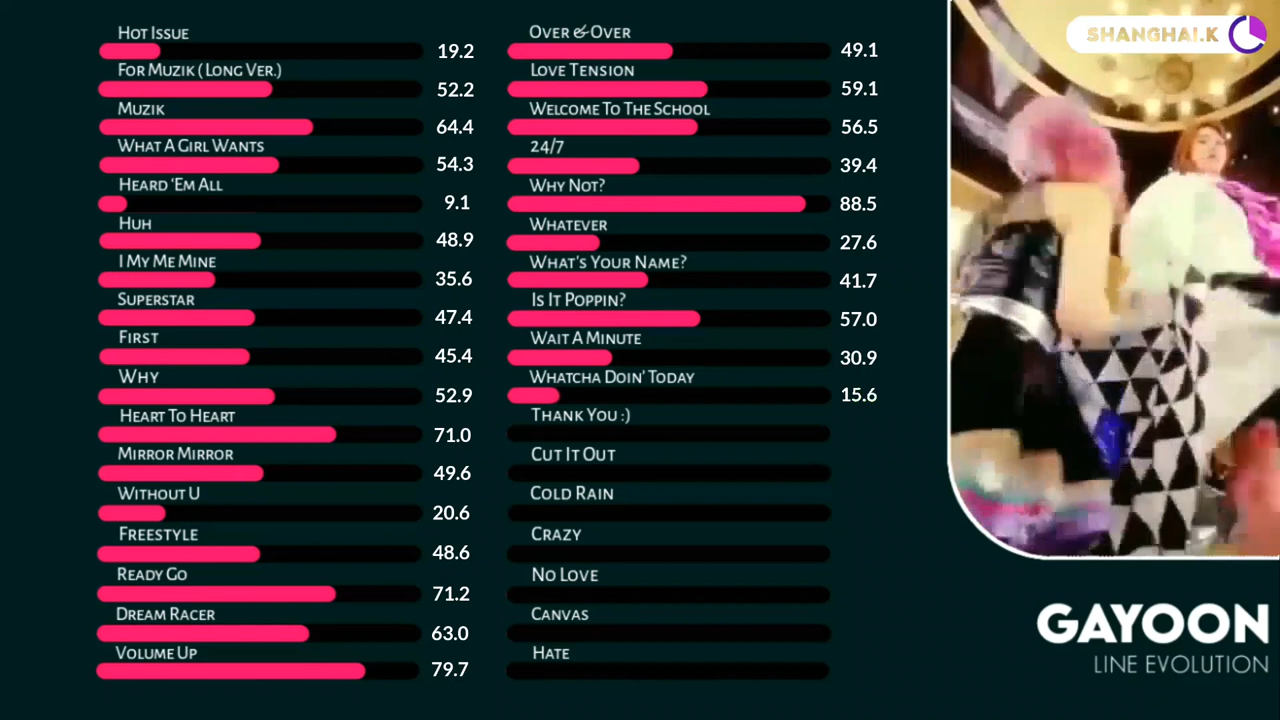 Hot Issue
19.2
For Muzik ( Long Ver.)
52.2
Muzik
64.4
What A Girl Wants
54.3
Heard 'Em All
9.1
Huh
48.9
I My Me Mine
35.6
Superstar
47.4
First
45.4
Why
52.9
Heart To Heart
71.0
Mirror Mirror
49.6
Without U
20.6
Freestyle
48.6
Ready Go
71.2
Dream Racer
63.0
Volume Up
79.7
Over & Over
49.1
Love Tension
59.1
Welcome To The School
56.5
24/7
39.4
Why Not?
88.5
Whatever
27.6
What's Your Name?
41.7
Is It Poppin?
57.0
Wait A Minute
30.9
Whatcha Doin' Today
15.6
Thank You :)
Cut It Out
Cold Rain
Crazy
No Love
Canvas
Hate
SHANGHAI.K
GAYOON
LINE EVOLUTION